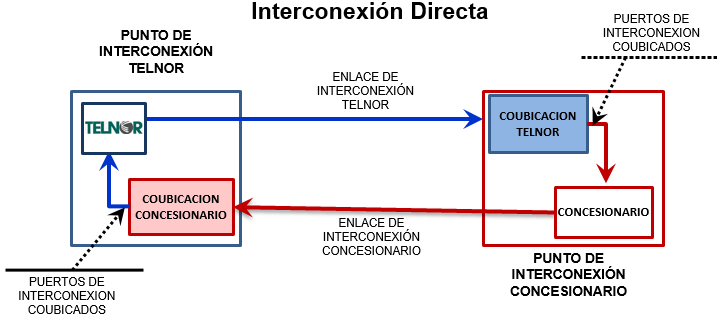 Interconexión Directa
PUNTO DE
INTERCONEXIÓN
TELNOR
PUERTOS DE
INTERCONEXION
COUBICADOS
ENLACE DE
INTERCONEXIÓN
TELNOR
TELNOR
COUBICACION
TELNOR
COUBICACION
CONCESIONARIO
CONCESIONARIO
ENLACE DE
INTERCONEXIÓN
CONCESIONARIO
PUNTO DE
INTERCONEXIÓN
CONCESIONARIO
PUERTOS DE
INTERCONEXION
COUBICADOS